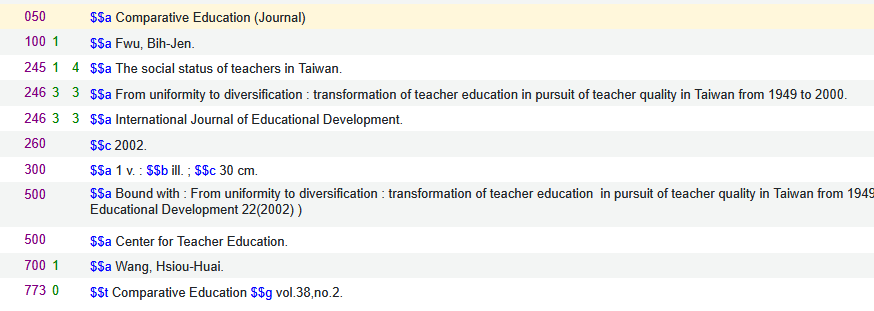 050 $$a Comparative Education (Journal)
100 1 $$a Fwu, Bih-Jen.
245 1 4 $$a The social status of teachers in Taiwan.
246 3 3 $$a From uniformity to diversification : transformation of teacher education in pursuit of teacher quality in Taiwan from 1949 to 2000.
246 3 3 $$a International Journal of Educational Development.
260 $$c 2002.
300 $$a 1 v. : $$b ill. ; $$c 30 cm.
500 $$a Bound with : From uniformity to diversification : transformation of teacher education in pursuit of teacher quality in Taiwan from 1949
Educational Development 22(2002) )
500 $$a Center for Teacher Education.
700 1 $$a Wang, Hsiou-Huai.
773 0 $$t Comparative Education $$g vol.38,no.2.